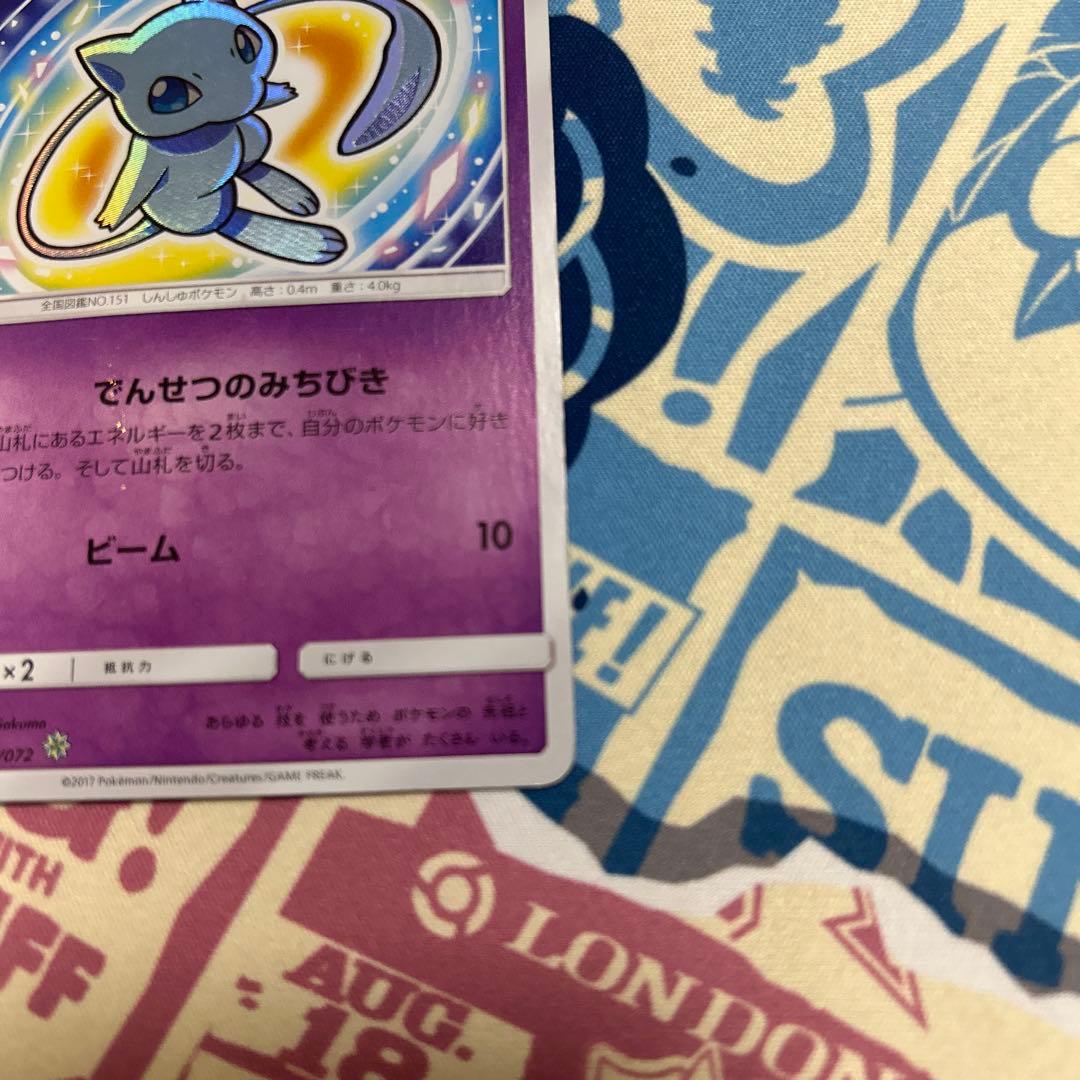 全国図鑑NO.151 しんしゅポケモン 高さ:0.4m 重さ:4.0kg
でんせつのみちびき
山札にあるエネルギーを2枚まで、自分のポケモンに好き
つける。そして山札を切る。
ビーム 10
×2 抵抗力 にげる
あらゆる 技を 使うため ポケモンの 先祖と
考える 学者が たくさん いる。
/072
©2017 Pokémon/Nintendo/Creatures/GAME FREAK.
LONDON
AUG.
18